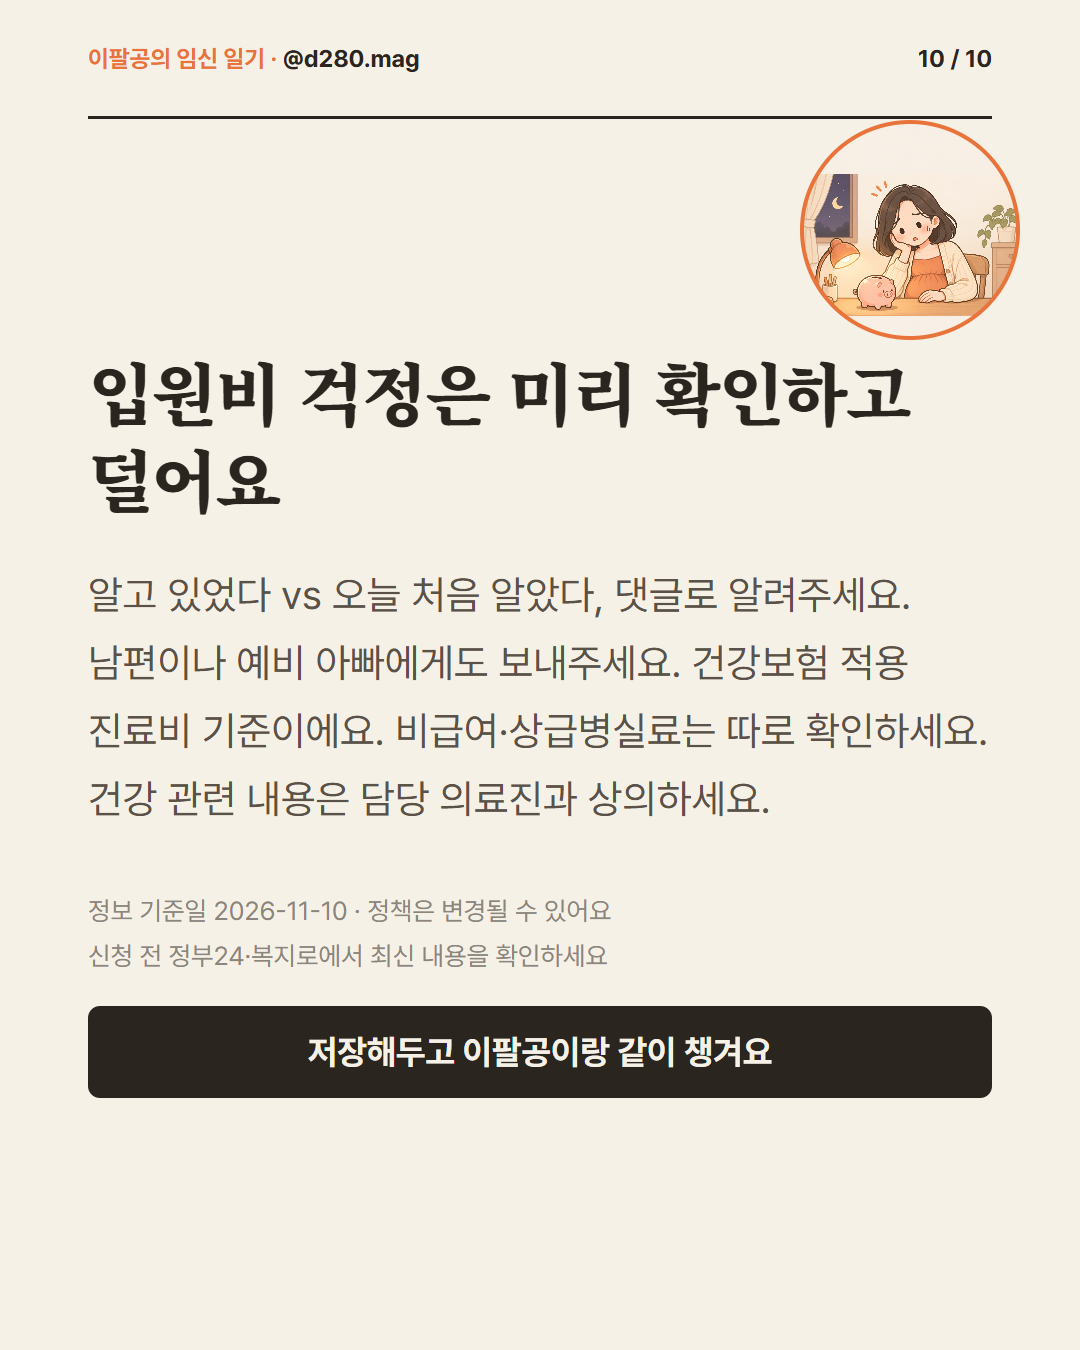 이팔공의 임신 일기 · @d280.mag
10 / 10
입원비 걱정은 미리 확인하고
덜어요
알고 있었다 vs 오늘 처음 알았다, 댓글로 알려주세요.
남편이나 예비 아빠에게도 보내주세요. 건강보험 적용
진료비 기준이에요. 비급여·상급병실료는 따로 확인하세요.
건강 관련 내용은 담당 의료진과 상의하세요.
정보 기준일 2026-11-10 · 정책은 변경될 수 있어요
신청 전 정부24·복지로에서 최신 내용을 확인하세요
저장해두고 이팔공이랑 같이 챙겨요